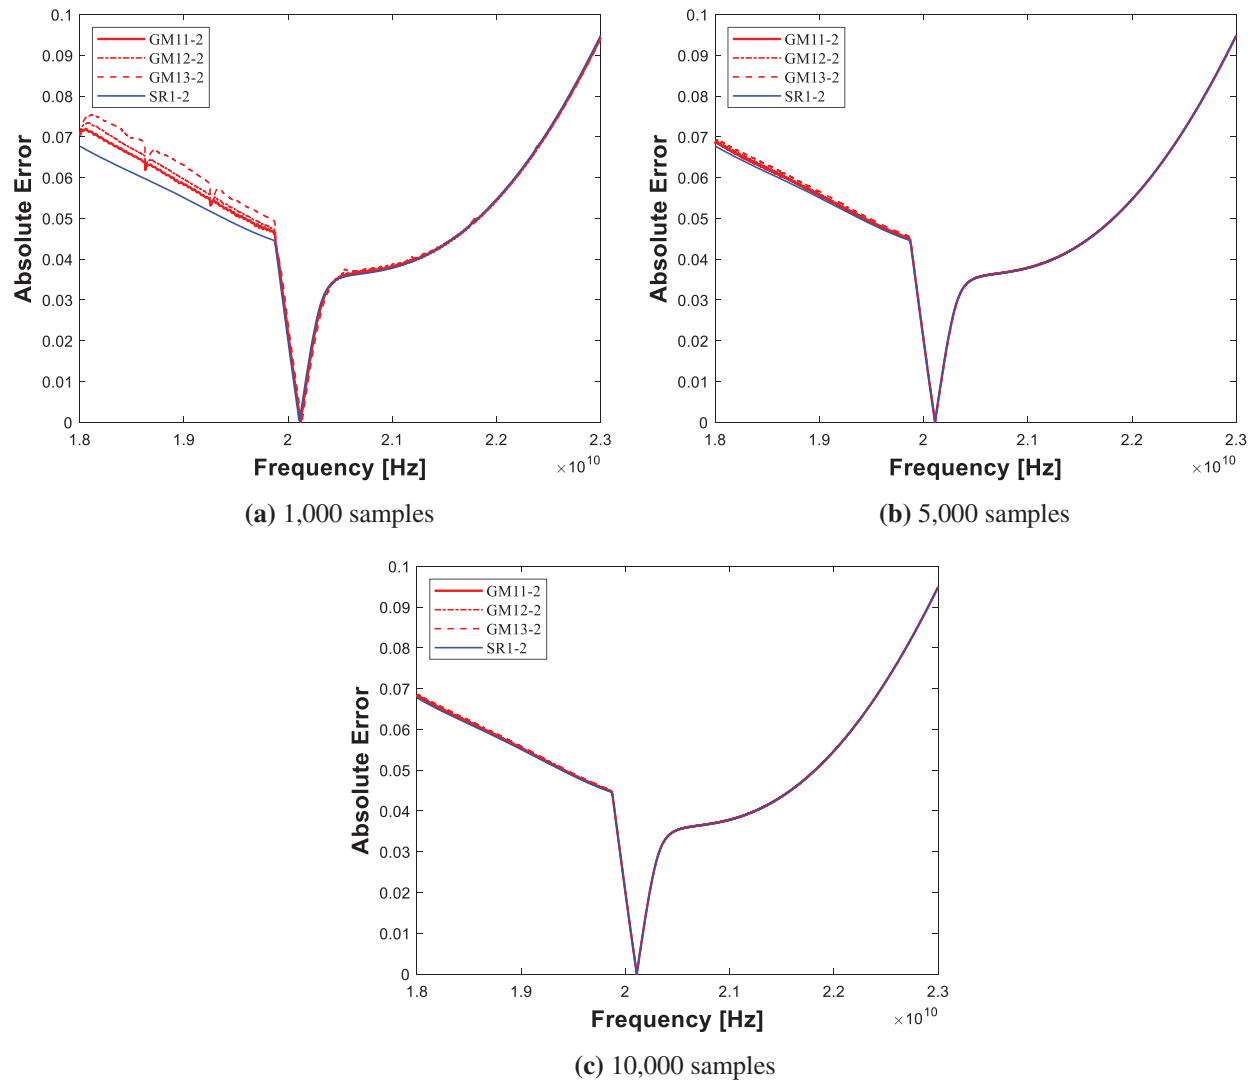 0.1
0.09
0.08
0.07
0.06
0.05
0.04
0.03
0.02
0.01
0
Absolute Error
GM11-2
GM12-2
GM13-2
SR1-2
1.8 1.9 2 2.1 2.2 2.3
Frequency [Hz]
×10^10
(a) 1,000 samples
0.1
0.09
0.08
0.07
0.06
0.05
0.04
0.03
0.02
0.01
0
Absolute Error
GM11-2
GM12-2
GM13-2
SR1-2
1.8 1.9 2 2.1 2.2 2.3
Frequency [Hz]
×10^10
(b) 5,000 samples
0.1
0.09
0.08
0.07
0.06
0.05
0.04
0.03
0.02
0.01
0
Absolute Error
GM11-2
GM12-2
GM13-2
SR1-2
1.8 1.9 2 2.1 2.2 2.3
Frequency [Hz]
×10^10
(c) 10,000 samples